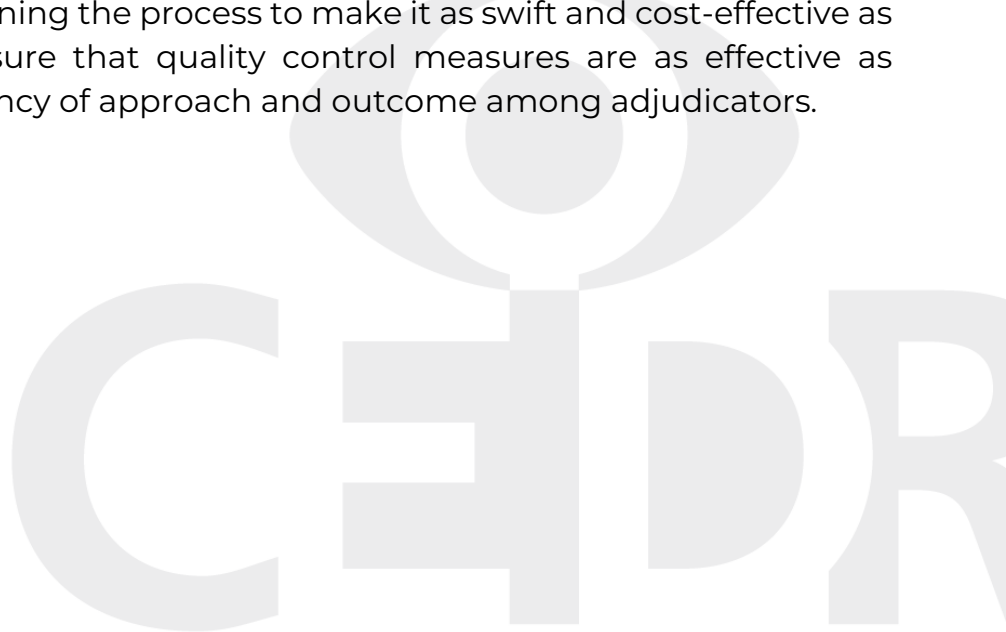 ning the process to make it as swift and cost-effective as
sure that quality control measures are as effective as
ncy of approach and outcome among adjudicators.
CEDR